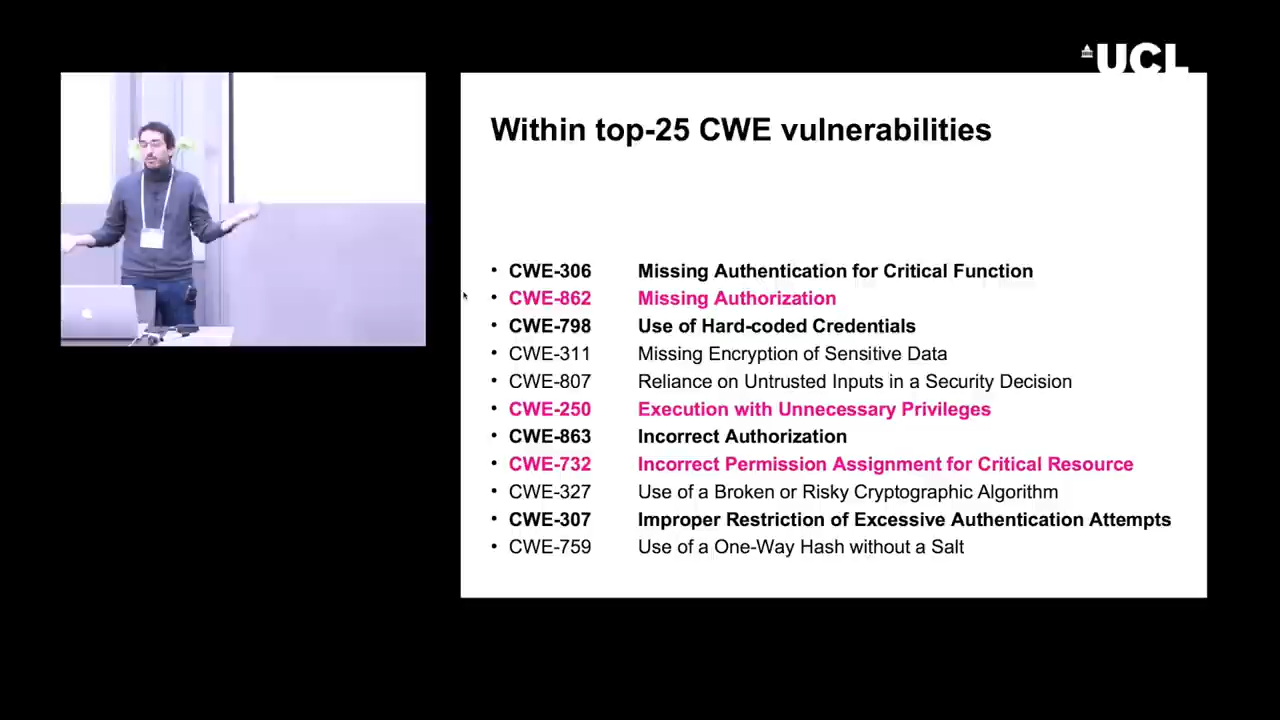 UCL
Within top-25 CWE vulnerabilities
• CWE-306 Missing Authentication for Critical Function
• CWE-862 Missing Authorization
• CWE-798 Use of Hard-coded Credentials
• CWE-311 Missing Encryption of Sensitive Data
• CWE-807 Reliance on Untrusted Inputs in a Security Decision
• CWE-250 Execution with Unnecessary Privileges
• CWE-863 Incorrect Authorization
• CWE-732 Incorrect Permission Assignment for Critical Resource
• CWE-327 Use of a Broken or Risky Cryptographic Algorithm
• CWE-307 Improper Restriction of Excessive Authentication Attempts
• CWE-759 Use of a One-Way Hash without a Salt